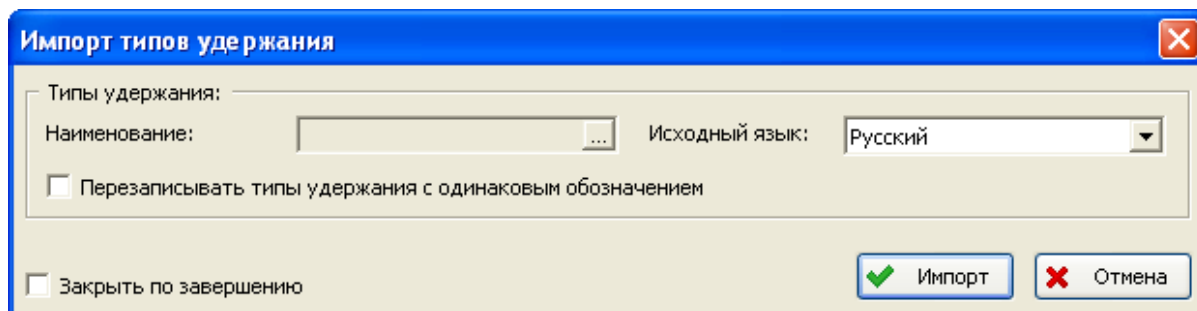 Импорт типов удержания
Типы удержания:
Наименование: ... Исходный язык: Русский
Перезаписывать типы удержания с одинаковым обозначением
Закрыть по завершению Импорт Отмена